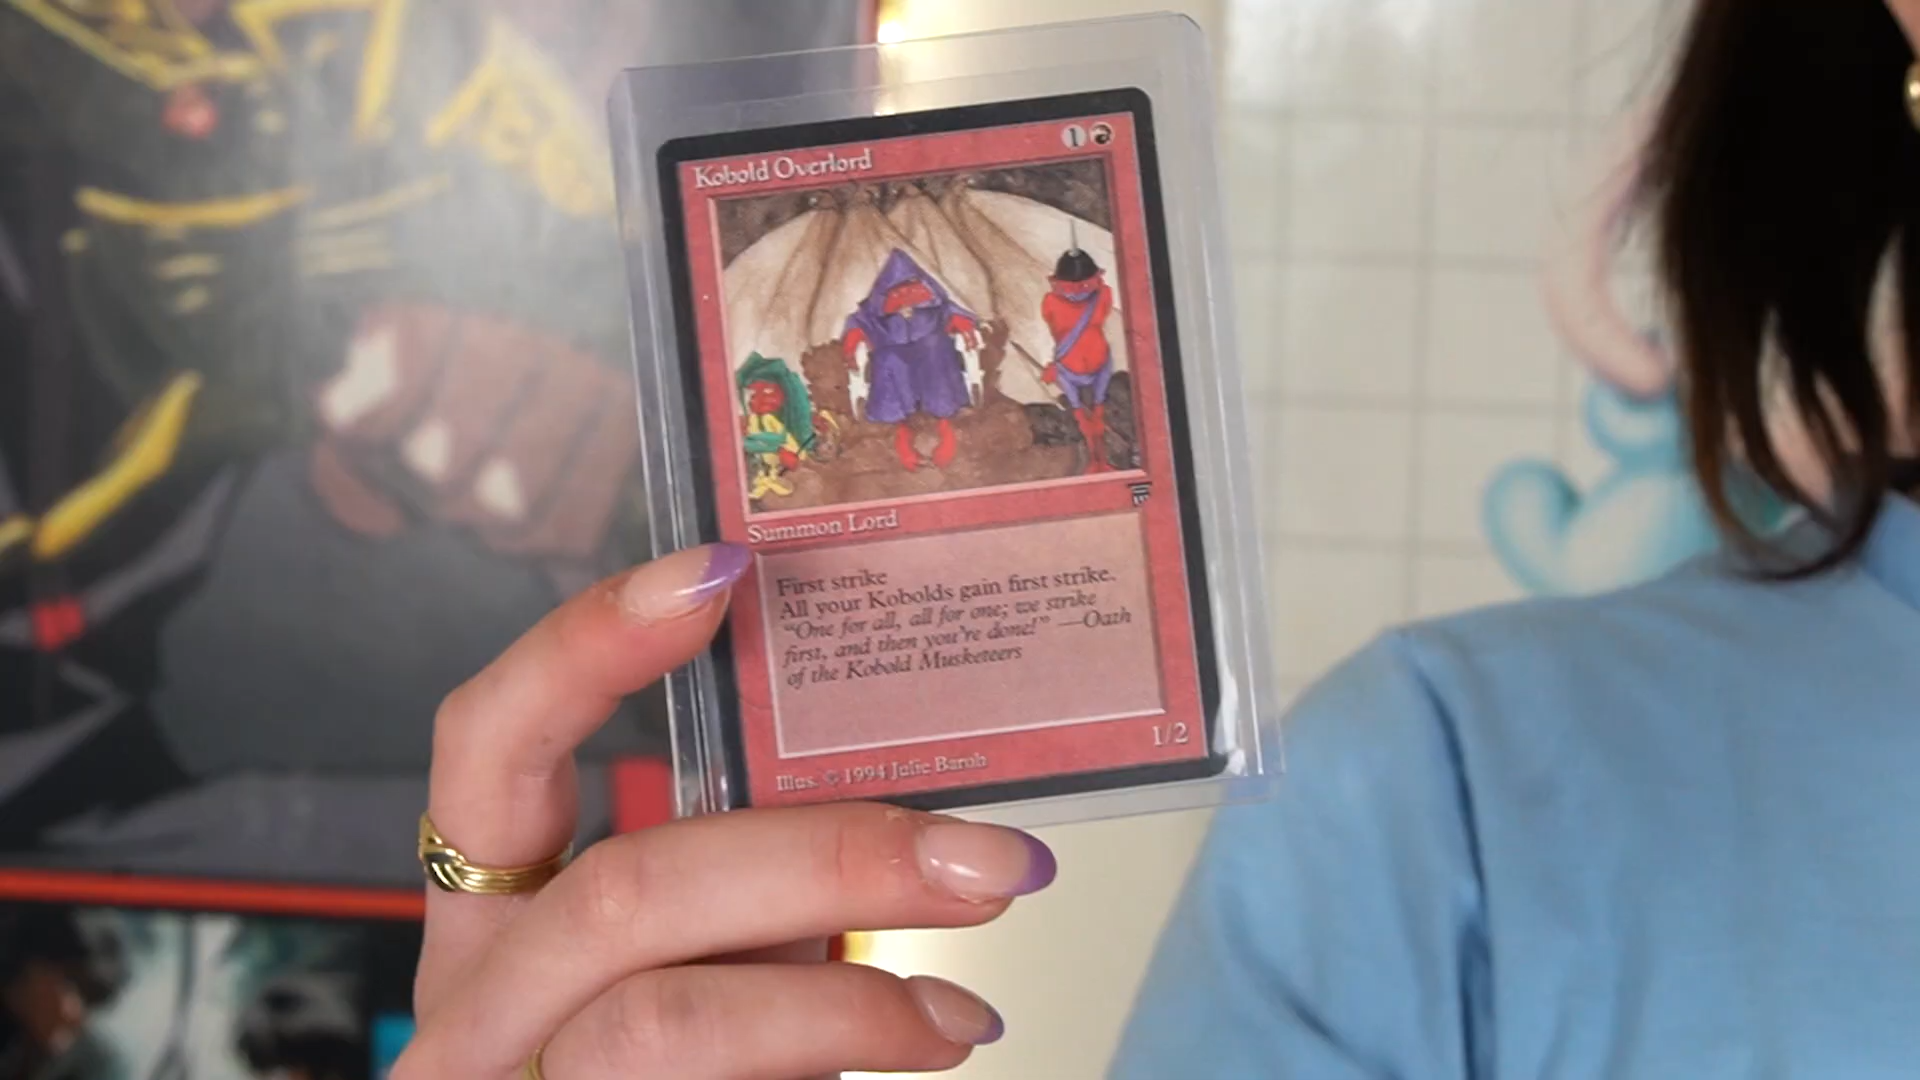 Kobold Overlord 1
Summon Lord
First strike
All your Kobolds gain first strike.
"One for all, all for one; we strike
first, and then you're done!" —Oath
of the Kobold Musketeers
1/2
Illus. © 1994 Julie Baroh